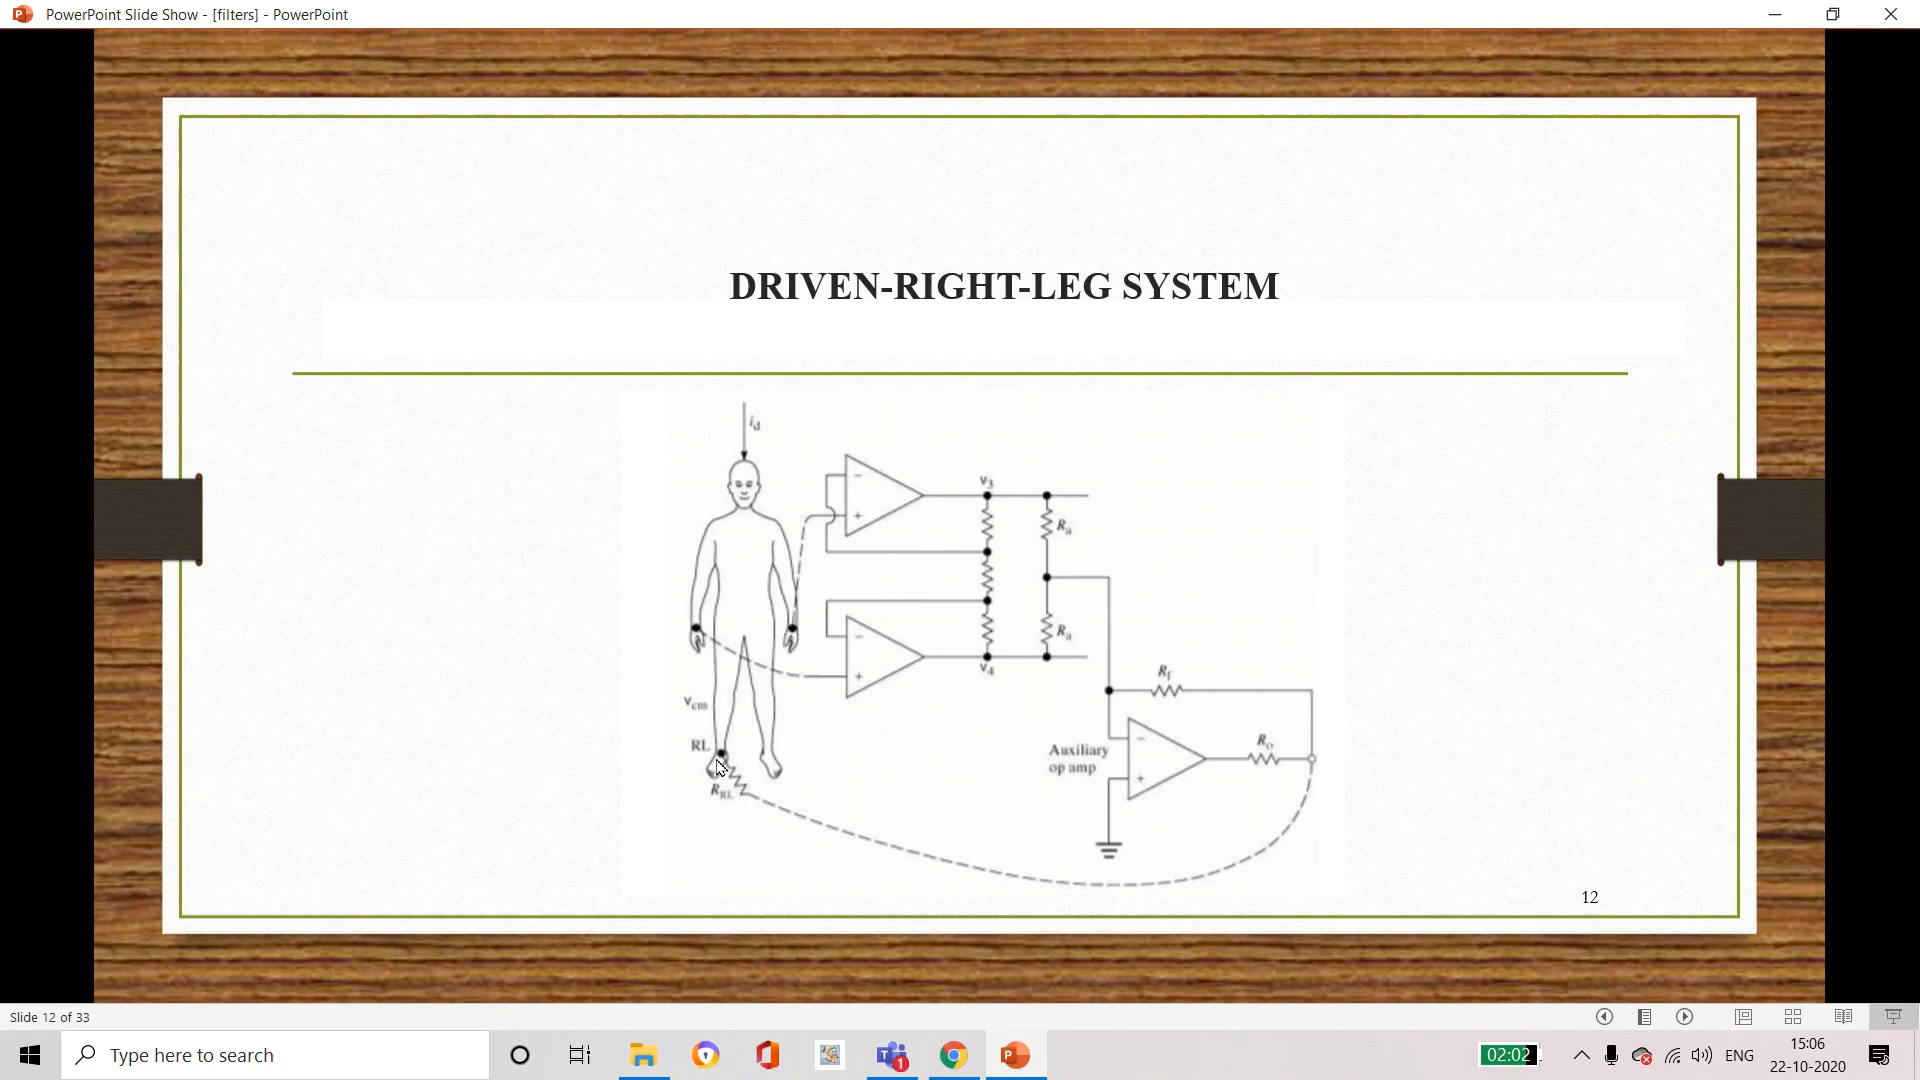 PowerPoint Slide Show - [filters] - PowerPoint
DRIVEN-RIGHT-LEG SYSTEM
id
v3
Ra
Ra
v4
vcm
RL
RRL
Rf
Auxiliary
op amp
Ro
12
Slide 12 of 33
Type here to search
1
02:02
ENG
15:06
22-10-2020